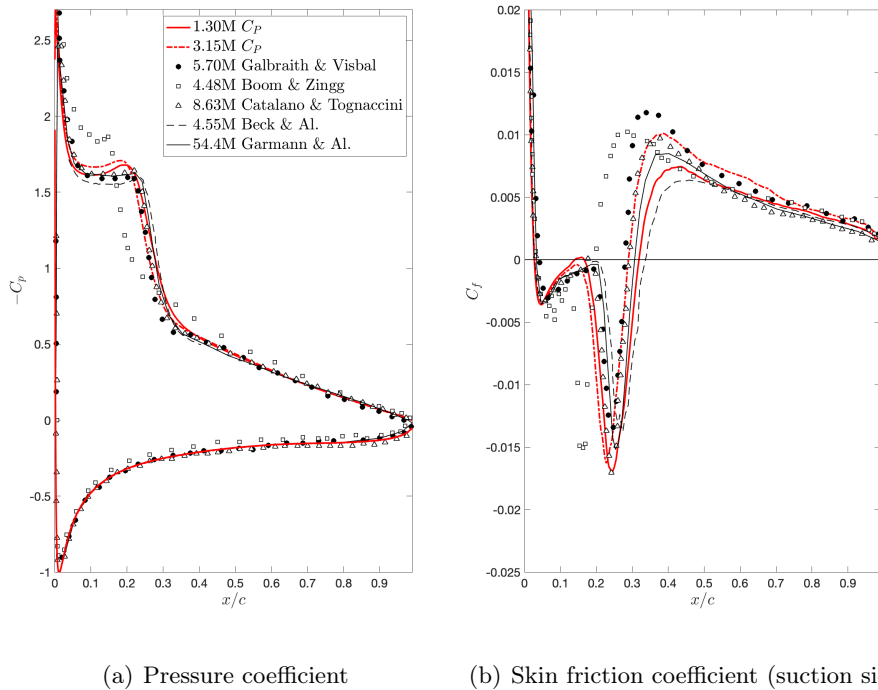 2.5
2
1.5
1
0.5
0
-0.5
-1
0
0.1
0.2
0.3
0.4
0.5
0.6
0.7
0.8
0.9
x/c
−C_p
1.30M C_P
3.15M C_P
5.70M Galbraith & Visbal
4.48M Boom & Zingg
8.63M Catalano & Tognaccini
4.55M Beck & Al.
54.4M Garmann & Al.
(a) Pressure coefficient
0.02
0.015
0.01
0.005
0
-0.005
-0.01
-0.015
-0.02
-0.025
0
0.1
0.2
0.3
0.4
0.5
0.6
0.7
0.8
0.9
x/c
C_f
(b) Skin friction coefficient (suction si